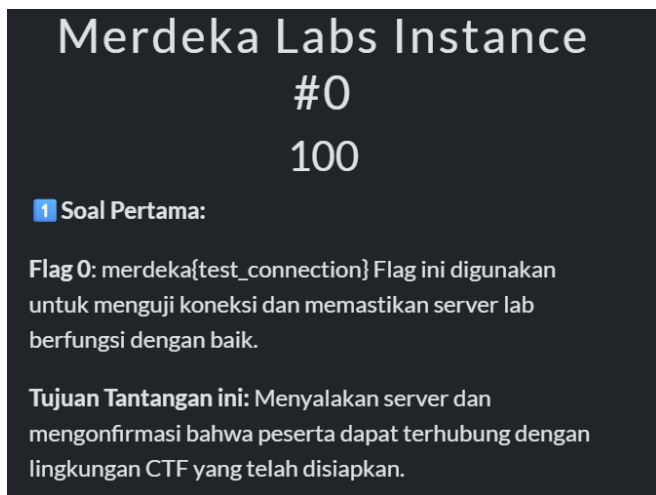 Merdeka Labs Instance
#0
100
1️⃣ Soal Pertama:
Flag 0: merdeka{test_connection} Flag ini digunakan
untuk menguji koneksi dan memastikan server lab
berfungsi dengan baik.
Tujuan Tantangan ini: Menyalakan server dan
mengonfirmasi bahwa peserta dapat terhubung dengan
lingkungan CTF yang telah disiapkan.